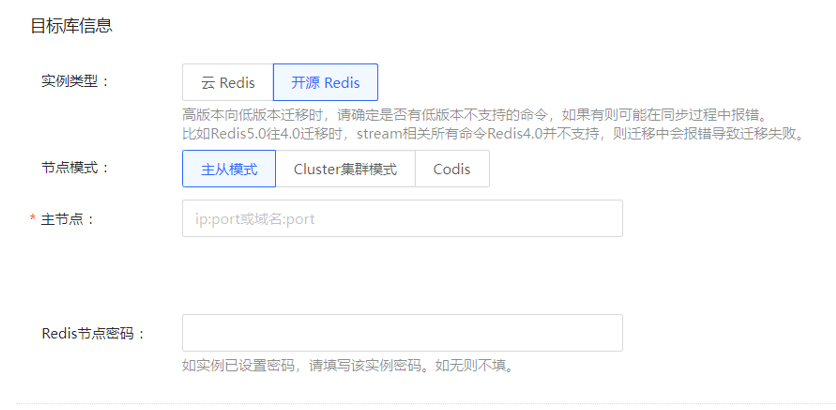 目标库信息
实例类型： 云 Redis 开源 Redis
高版本向低版本迁移时，请确定是否有低版本不支持的命令，如果有则可能在同步过程中报错。
比如Redis5.0往4.0迁移时，stream相关所有命令Redis4.0并不支持，则迁移中会报错导致迁移失败。
节点模式： 主从模式 Cluster集群模式 Codis
* 主节点： ip:port或域名:port
Redis节点密码：
如实例已设置密码，请填写该实例密码。如无则不填。